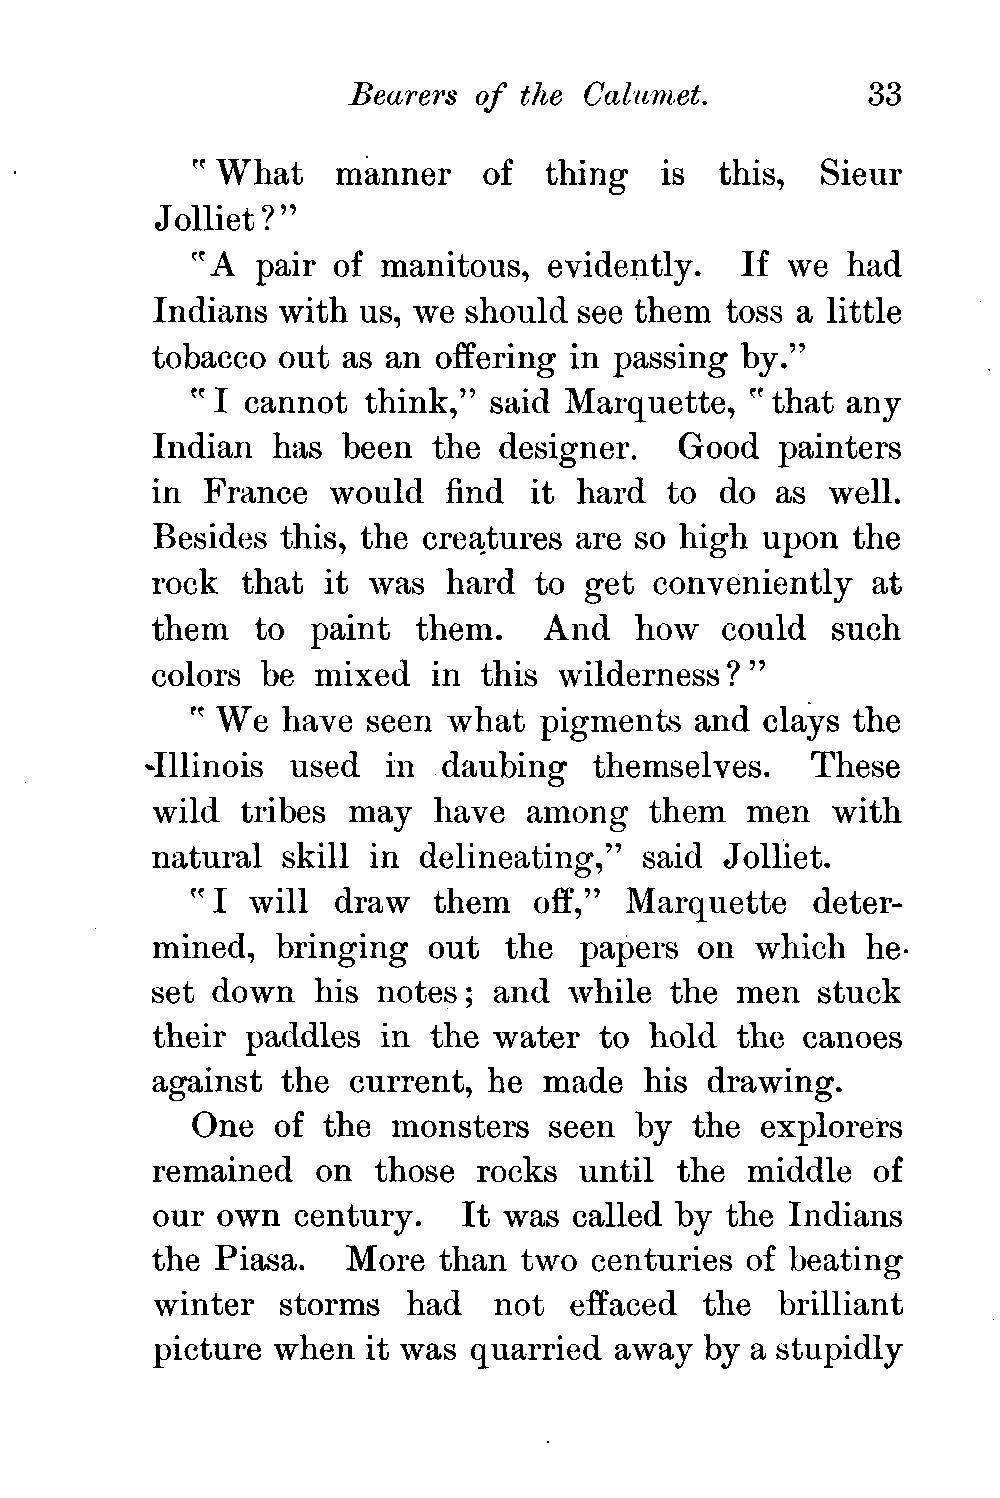 Bearers of the Calumet. 33
"What manner of thing is this, Sieur
Jolliet?"
"A pair of manitous, evidently. If we had
Indians with us, we should see them toss a little
tobacco out as an offering in passing by."
"I cannot think," said Marquette, "that any
Indian has been the designer. Good painters
in France would find it hard to do as well.
Besides this, the creatures are so high upon the
rock that it was hard to get conveniently at
them to paint them. And how could such
colors be mixed in this wilderness?"
"We have seen what pigments and clays the
Illinois used in daubing themselves. These
wild tribes may have among them men with
natural skill in delineating," said Jolliet.
"I will draw them off," Marquette deter-
mined, bringing out the papers on which he
set down his notes; and while the men stuck
their paddles in the water to hold the canoes
against the current, he made his drawing.
One of the monsters seen by the explorers
remained on those rocks until the middle of
our own century. It was called by the Indians
the Piasa. More than two centuries of beating
winter storms had not effaced the brilliant
picture when it was quarried away by a stupidly